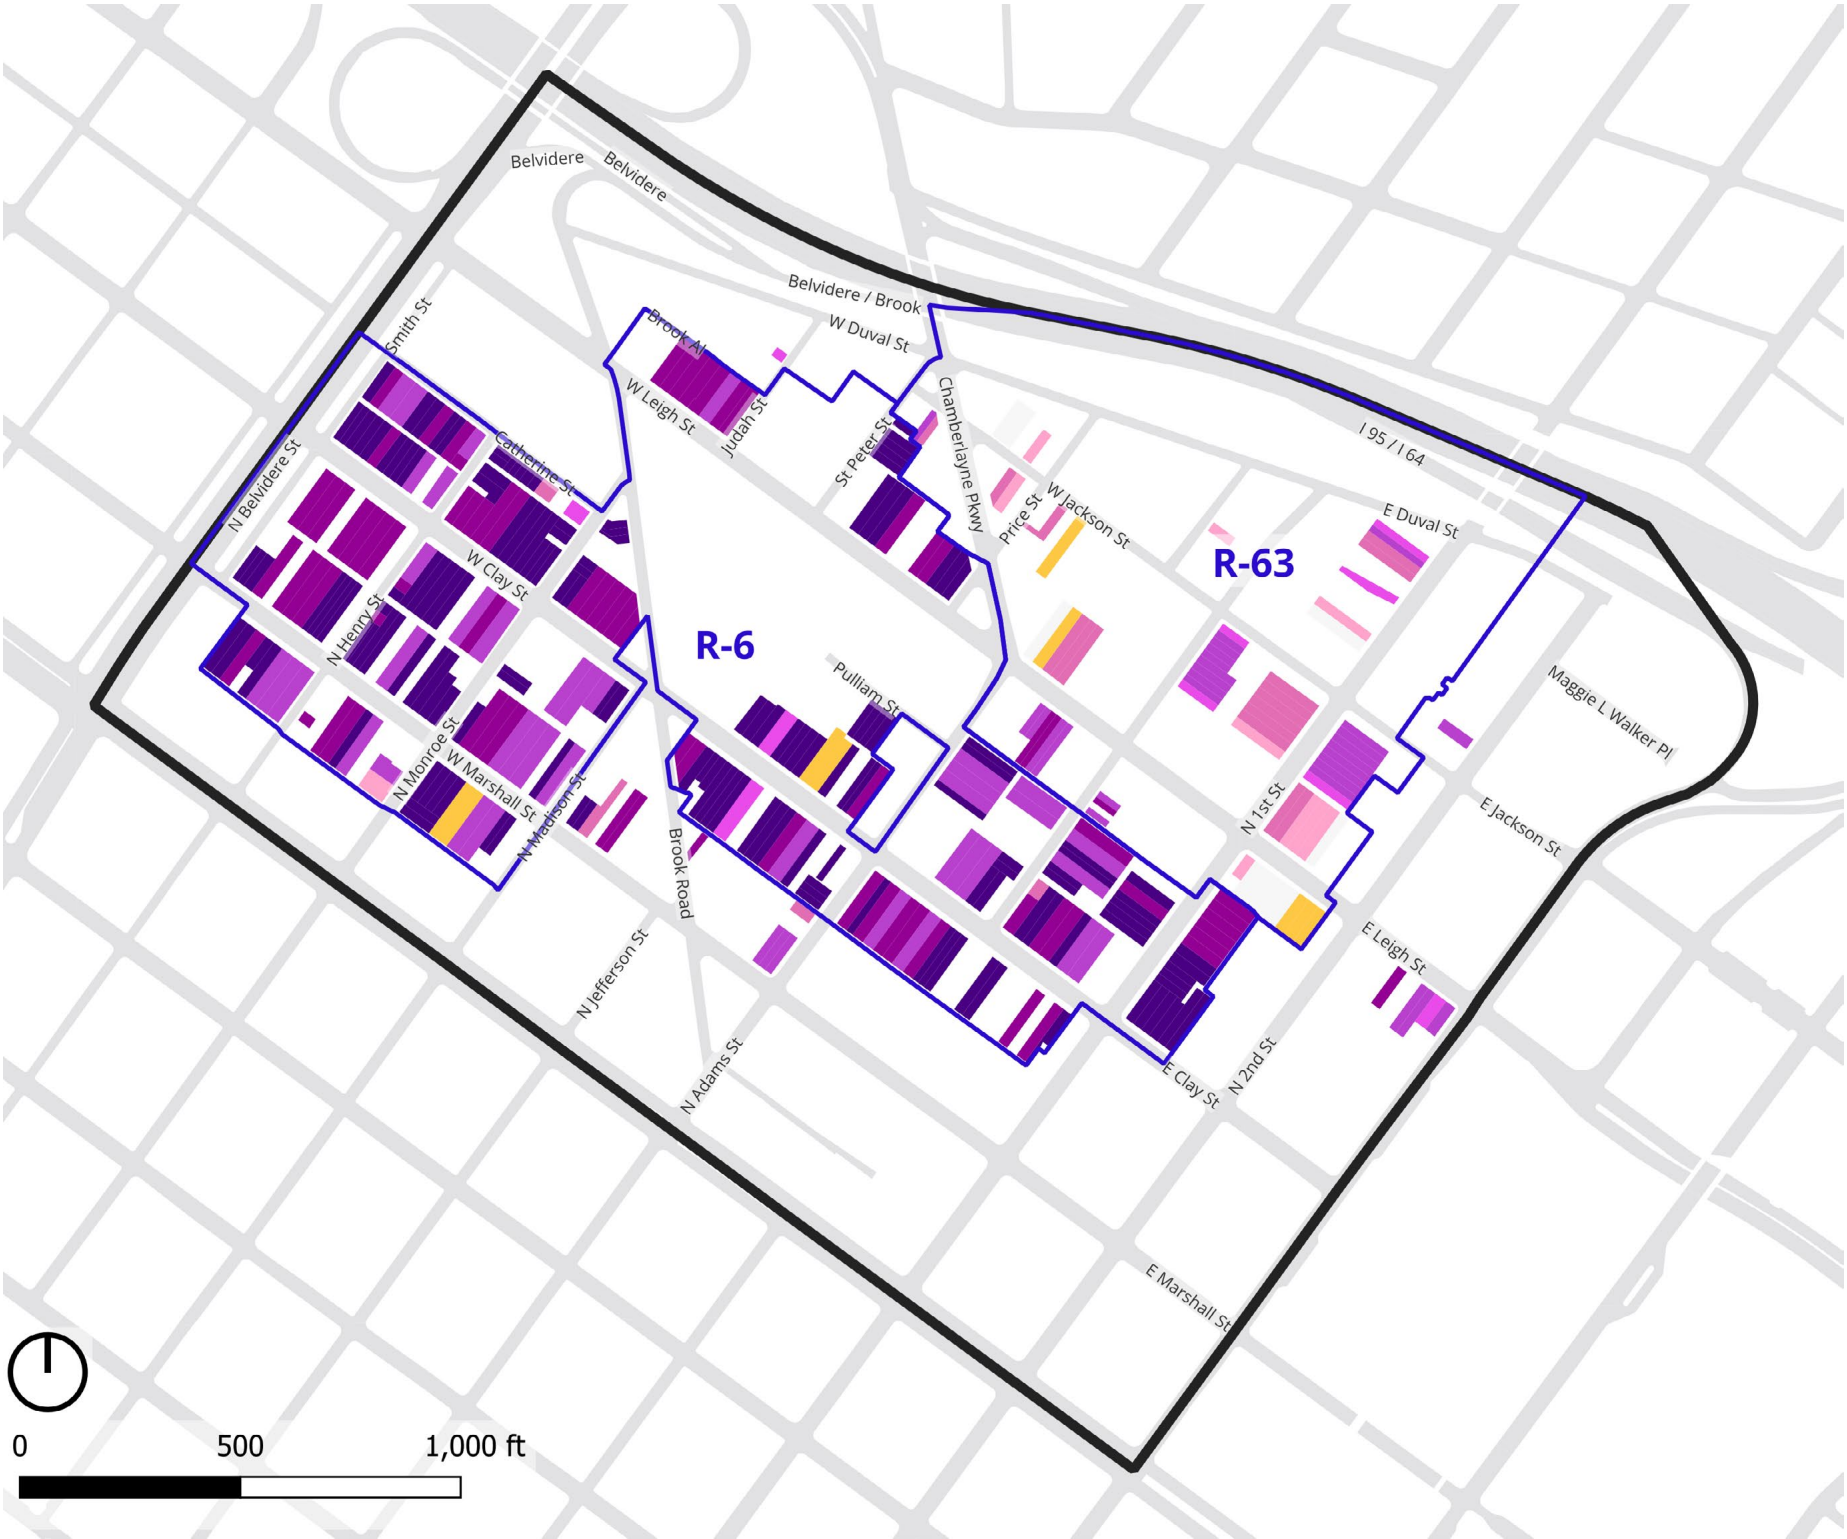 Belvidere
Belvidere
Belvidere / Brook
W Duval St
Smith St
Brook Al
W Leigh St
Judah St
Chamberlayne Pkwy
St Peter St
I 95 / I 64
N Belvidere St
Catherine St
Price St
W Jackson St
E Duval St
R-63
W Clay St
N Henry St
R-6
Pulliam St
Maggie L Walker Pl
N Monroe St
W Marshall St
N Madison St
Brook Road
N 1st St
E Jackson St
N Jefferson St
E Leigh St
N Adams St
E Clay St
N 2nd St
E Marshall St
0 500 1,000 ft